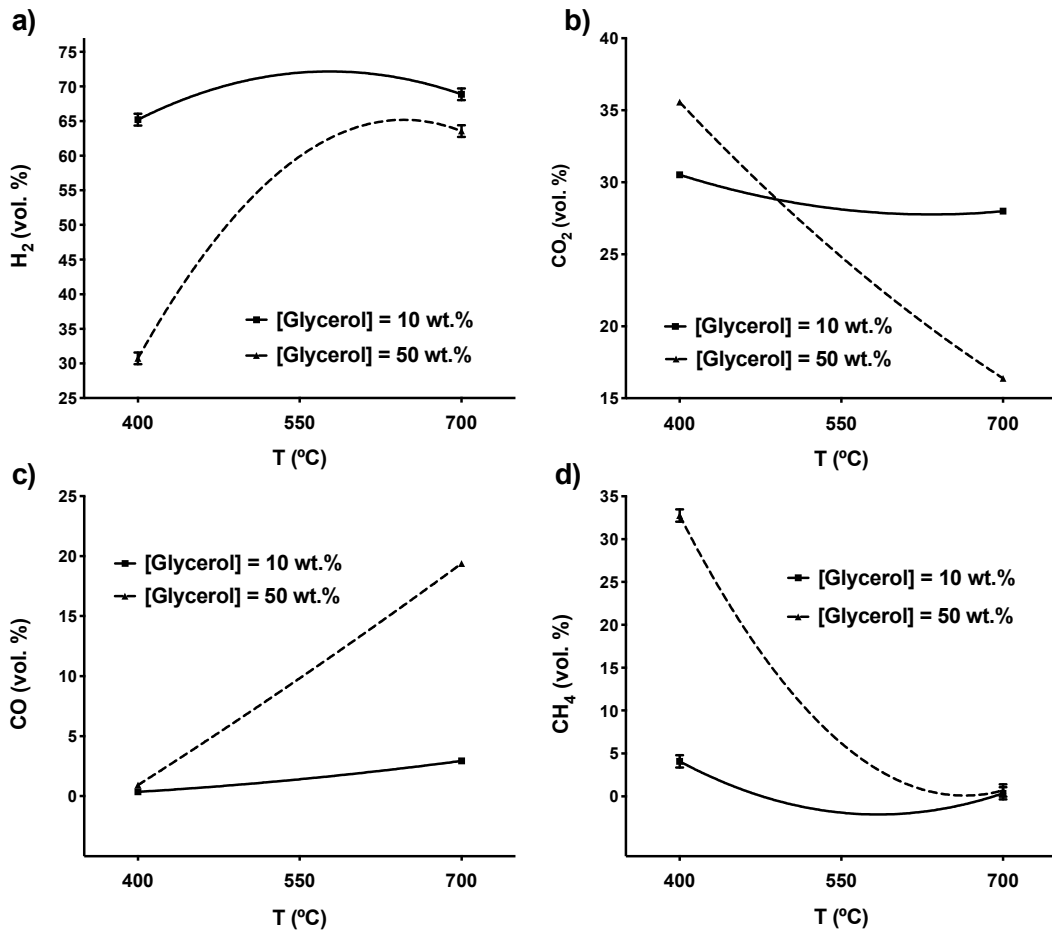 a)
75
70
65
60
55
50
45
40
35
30
25
H2 (vol. %)
[Glycerol] = 10 wt.%
[Glycerol] = 50 wt.%
400 550 700
T (ºC)
b)
40
35
30
25
20
15
CO2 (vol. %)
[Glycerol] = 10 wt.%
[Glycerol] = 50 wt.%
400 550 700
T (ºC)
c)
25
20
15
10
5
0
CO (vol. %)
[Glycerol] = 10 wt.%
[Glycerol] = 50 wt.%
400 550 700
T (ºC)
d)
35
30
25
20
15
10
5
0
CH4 (vol. %)
[Glycerol] = 10 wt.%
[Glycerol] = 50 wt.%
400 550 700
T (ºC)